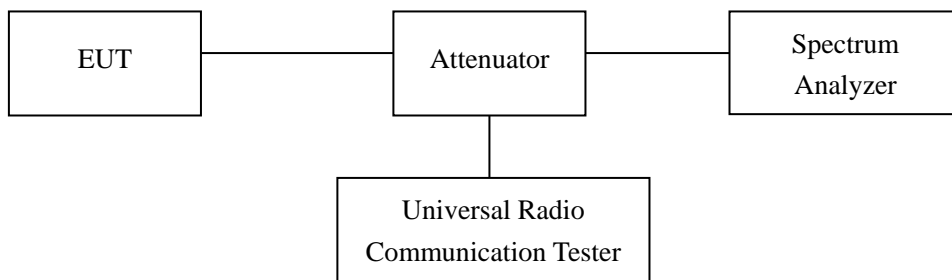 EUT
Attenuator
Spectrum
Analyzer
Universal Radio
Communication Tester